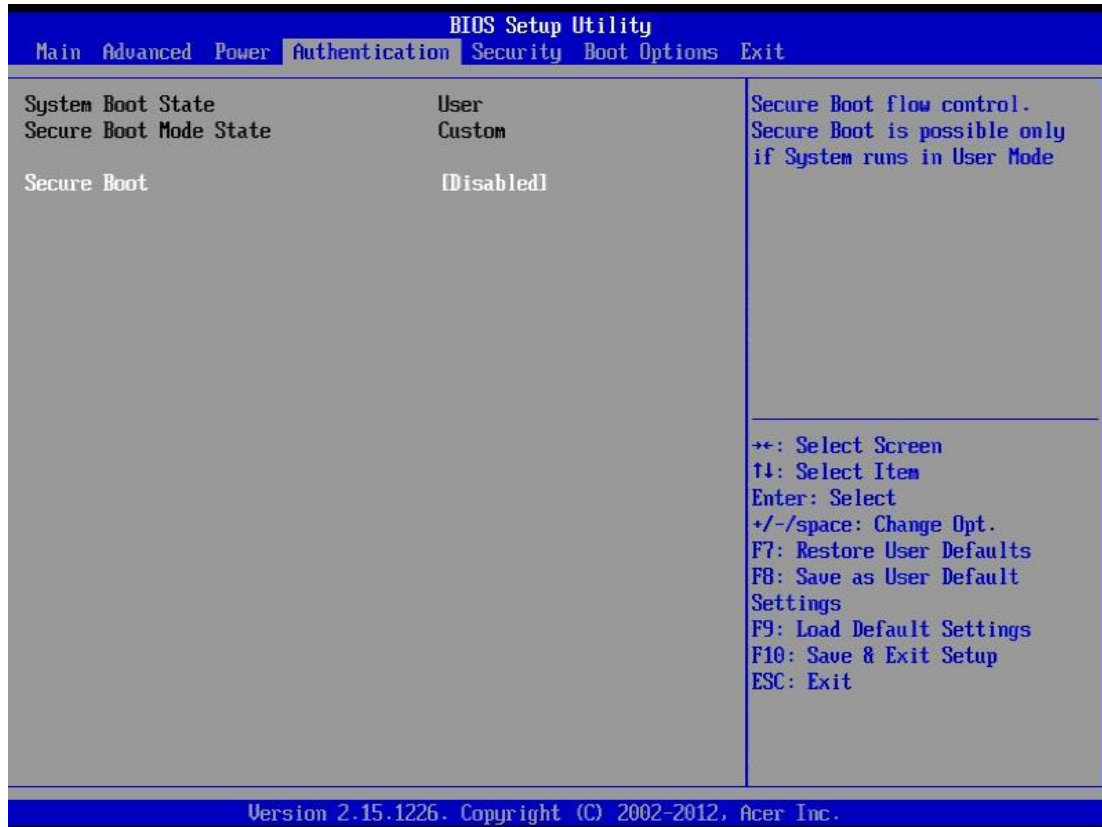 BIOS Setup Utility
Main Advanced Power Authentication Security Boot Options Exit
System Boot State User
Secure Boot Mode State Custom
Secure Boot [Disabled]
Secure Boot flow control.
Secure Boot is possible only
if System runs in User Mode
→←: Select Screen
↑↓: Select Item
Enter: Select
+/-/space: Change Opt.
F7: Restore User Defaults
F8: Save as User Default
Settings
F9: Load Default Settings
F10: Save & Exit Setup
ESC: Exit
Version 2.15.1226. Copyright (C) 2002-2012, Acer Inc.